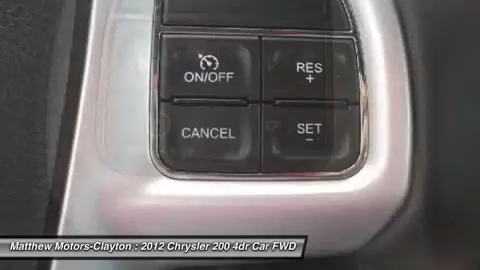 ON/OFF
RES
+
CANCEL
SET
-
Matthew Motors-Clayton : 2012 Chrysler 200 4dr Car FWD